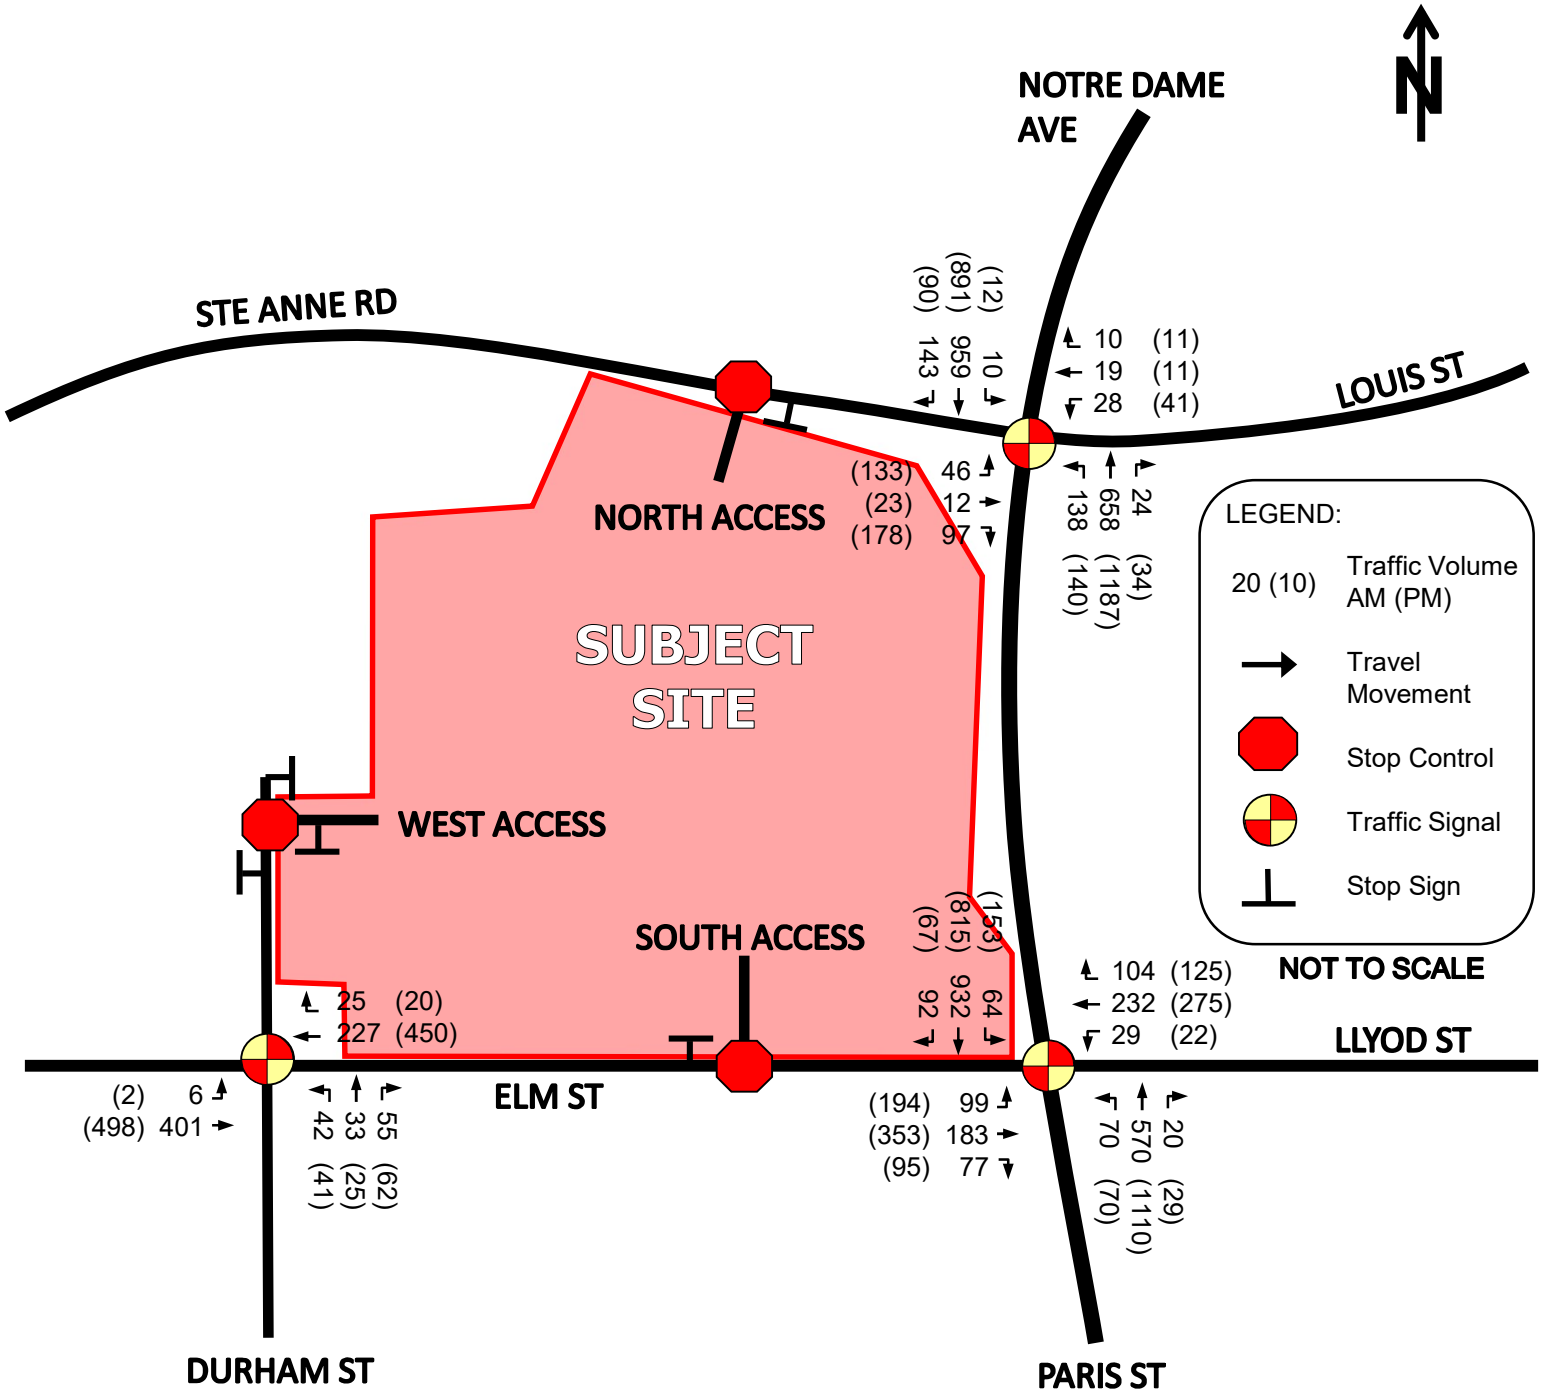 N
NOTRE DAME
AVE
STE ANNE RD
(90) 143
(891) 959
(12) 10
10 (11)
19 (11)
28 (41)
LOUIS ST
(133) 46
(23) 12
(178) 97
138 (140)
658 (1187)
24 (34)
NORTH ACCESS
LEGEND:
20 (10)
Traffic Volume
AM (PM)
Travel
Movement
Stop Control
Traffic Signal
Stop Sign
NOT TO SCALE
SUBJECT
SITE
WEST ACCESS
SOUTH ACCESS
(67) 92
(815) 932
(153) 64
104 (125)
232 (275)
29 (22)
LLYOD ST
25 (20)
227 (450)
ELM ST
(2) 6
(498) 401
42 (41)
33 (25)
55 (62)
(194) 99
(353) 183
(95) 77
70 (70)
570 (1110)
20 (29)
DURHAM ST
PARIS ST